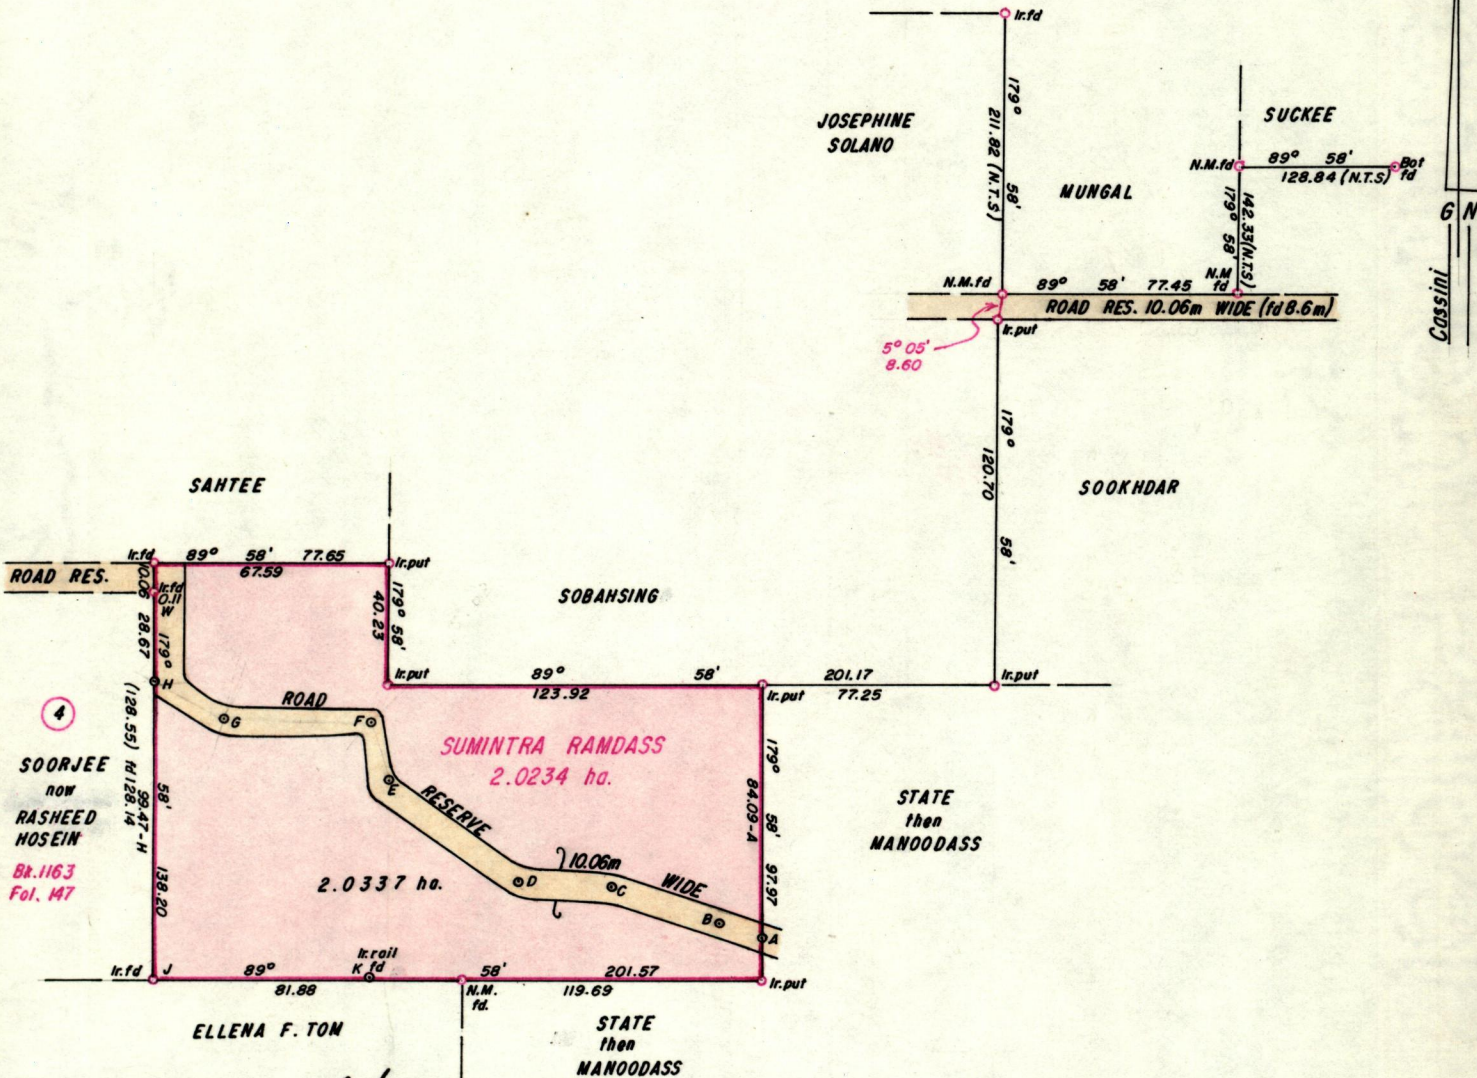 Ir.fd
JOSEPHINE
SOLANO
179° 58'
211.82 (N.T.S)
MUNGAL
SUCKEE
N.M.fd
89° 58'
128.84 (N.T.S)
Bot
fd
142.33(N.T.S)
179° 58'
G N
Cassini
N.M.fd
89° 58' 77.45
N.M
fd
ROAD RES. 10.06m WIDE (fd 8.6m)
Ir.put
5° 05'
8.60
179° 58'
120.70
SOOKHDAR
SAHTEE
Ir.fd
89° 58' 77.65
67.59
Ir.put
ROAD RES.
10.06
Ir.fd
0.11
W
28.67
179° 58'
40.23
SOBAHSING
Ir.put
89° 58'
123.92
201.17
77.25
Ir.put
Ir.put
179° 58' 138.20
H
(128.55) fd 128.14
99.47-H
G
ROAD
F
E
RESERVE
D
10.06m
C
WIDE
B
A
4
SOORJEE
now
RASHEED
HOSEIN
Bk.1163
Fol. 147
SUMINTRA RAMDASS
2.0234 ha.
2.0337 ha.
179° 58' 97.97
84.09-A
STATE
then
MANOODASS
Ir.fd
J
89° 58' 201.57
81.88
Ir.rail
K fd
N.M.
fd.
119.69
Ir.put
ELLENA F. TOM
STATE
then
MANOODASS